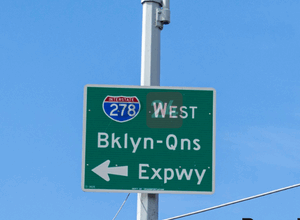 INTERSTATE
278 WEST
Bklyn-Qns
Expwy